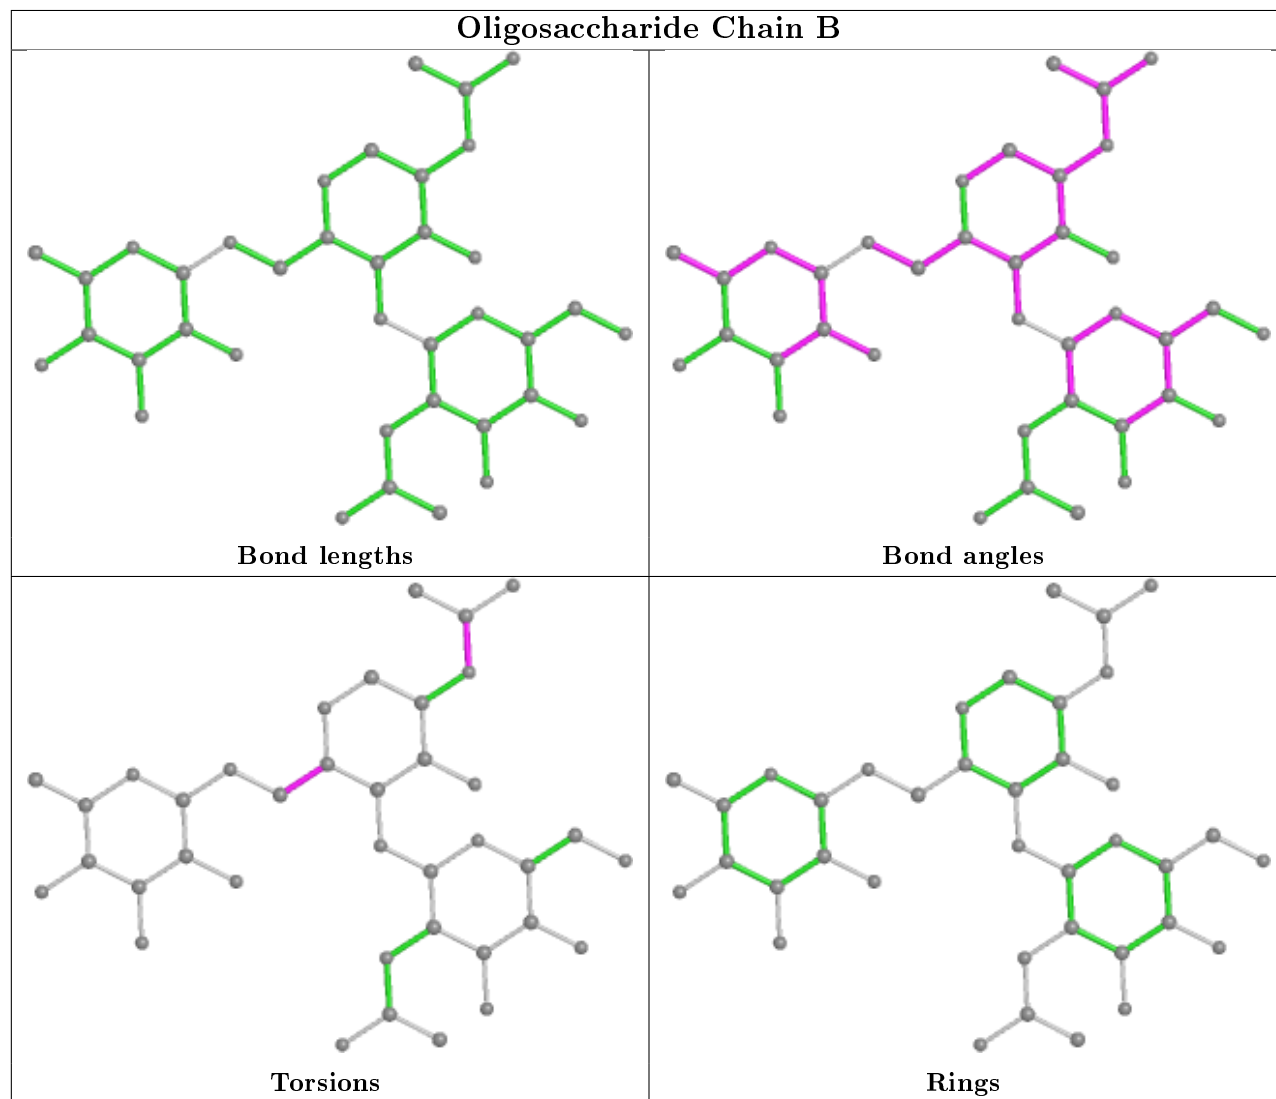 Oligosaccharide Chain B
Bond lengths
Bond angles
Torsions
Rings